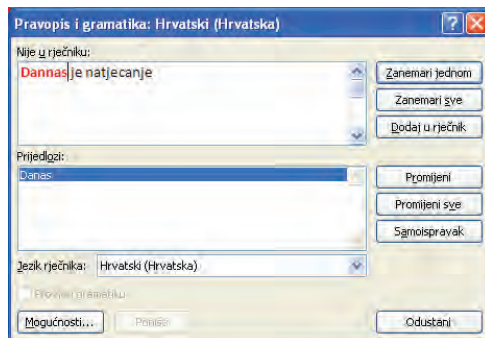 Pravopis i gramatika: Hrvatski (Hrvatska)
Nije u rječniku:
Dannas je natjecanje
Zanemari jednom
Zanemari sve
Dodaj u rječnik
Prijedlozi:
Danas
Promijeni
Promijeni sve
Samoispravak
Jezik rječnika: Hrvatski (Hrvatska)
Provjeri gramatiku
Mogućnosti... Poništi Odustani